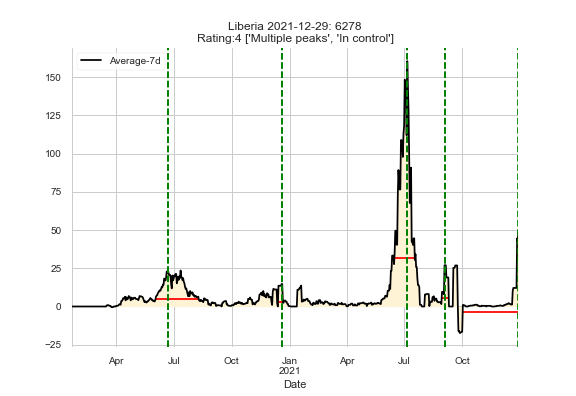 Liberia 2021-12-29: 6278
Rating:4 ['Multiple peaks', 'In control']
Average-7d
150
125
100
75
50
25
0
−25
Apr
Jul
Oct
Jan
2021
Apr
Jul
Oct
Date